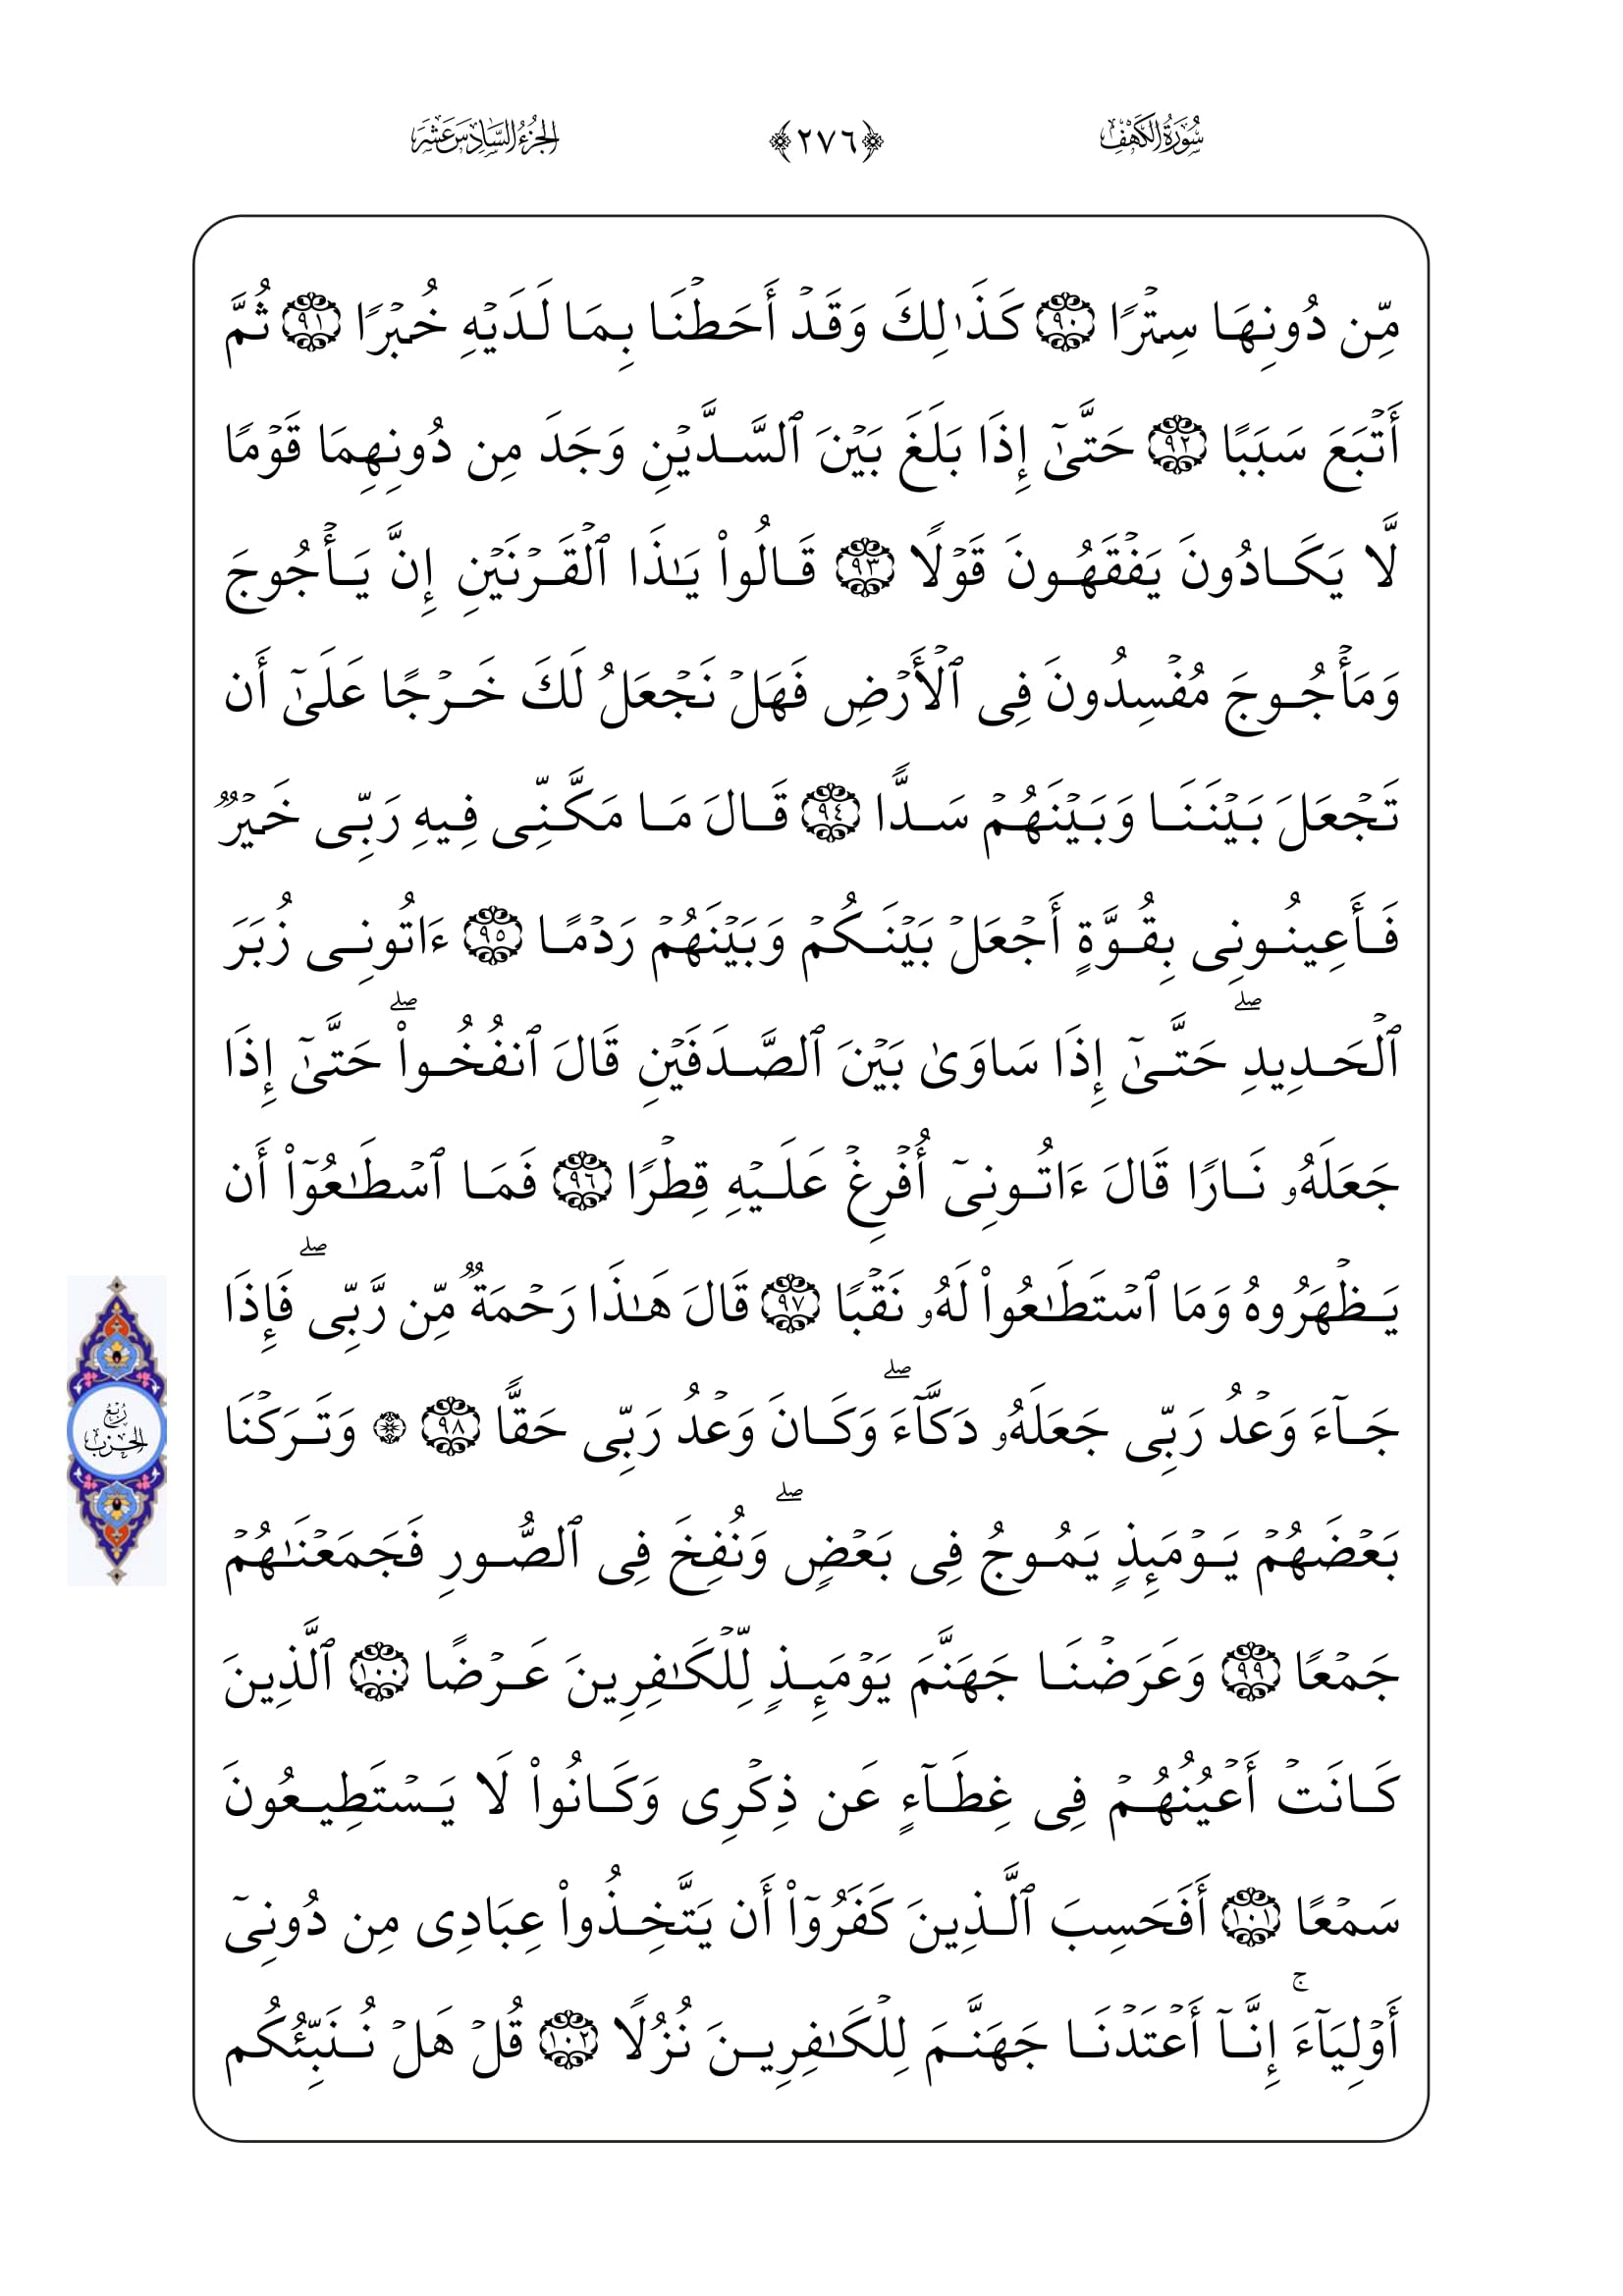 سُورَةُ الكَهْفِ ٢٧٦ الجُزْءُ السَّادِسَ عَشَرَ
مِّن دُونِهَا سِتْرًا ٩٠ كَذَٰلِكَ وَقَدْ أَحَطْنَا بِمَا لَدَيْهِ خُبْرًا ٩١ ثُمَّ
أَتْبَعَ سَبَبًا ٩٢ حَتَّىٰٓ إِذَا بَلَغَ بَيْنَ ٱلسَّدَّيْنِ وَجَدَ مِن دُونِهِمَا قَوْمًا
لَّا يَكَادُونَ يَفْقَهُونَ قَوْلًا ٩٣ قَالُوا۟ يَـٰذَا ٱلْقَرْنَيْنِ إِنَّ يَأْجُوجَ
وَمَأْجُوجَ مُفْسِدُونَ فِى ٱلْأَرْضِ فَهَلْ نَجْعَلُ لَكَ خَرْجًا عَلَىٰٓ أَن
تَجْعَلَ بَيْنَنَا وَبَيْنَهُمْ سَدًّا ٩٤ قَالَ مَا مَكَّنِّى فِيهِ رَبِّى خَيْرٌ
فَأَعِينُونِى بِقُوَّةٍ أَجْعَلْ بَيْنَكُمْ وَبَيْنَهُمْ رَدْمًا ٩٥ ءَاتُونِى زُبَرَ
ٱلْحَدِيدِ ۖ حَتَّىٰٓ إِذَا سَاوَىٰ بَيْنَ ٱلصَّدَفَيْنِ قَالَ ٱنفُخُوا۟ ۖ حَتَّىٰٓ إِذَا
جَعَلَهُۥ نَارًا قَالَ ءَاتُونِىٓ أُفْرِغْ عَلَيْهِ قِطْرًا ٩٦ فَمَا ٱسْطَـٰعُوٓا۟ أَن
يَظْهَرُوهُ وَمَا ٱسْتَطَـٰعُوا۟ لَهُۥ نَقْبًا ٩٧ قَالَ هَـٰذَا رَحْمَةٌ مِّن رَّبِّى ۖ فَإِذَا
جَآءَ وَعْدُ رَبِّى جَعَلَهُۥ دَكَّآءَ ۖ وَكَانَ وَعْدُ رَبِّى حَقًّا ٩٨ ۞ وَتَرَكْنَا
بَعْضَهُمْ يَوْمَئِذٍ يَمُوجُ فِى بَعْضٍ ۖ وَنُفِخَ فِى ٱلصُّورِ فَجَمَعْنَـٰهُمْ
جَمْعًا ٩٩ وَعَرَضْنَا جَهَنَّمَ يَوْمَئِذٍ لِّلْكَـٰفِرِينَ عَرْضًا ١٠٠ ٱلَّذِينَ
كَانَتْ أَعْيُنُهُمْ فِى غِطَآءٍ عَن ذِكْرِى وَكَانُوا۟ لَا يَسْتَطِيعُونَ
سَمْعًا ١٠١ أَفَحَسِبَ ٱلَّذِينَ كَفَرُوٓا۟ أَن يَتَّخِذُوا۟ عِبَادِى مِن دُونِىٓ
أَوْلِيَآءَ ۚ إِنَّآ أَعْتَدْنَا جَهَنَّمَ لِلْكَـٰفِرِينَ نُزُلًا ١٠٢ قُلْ هَلْ نُنَبِّئُكُم
رُبْعُ
الحِزْب